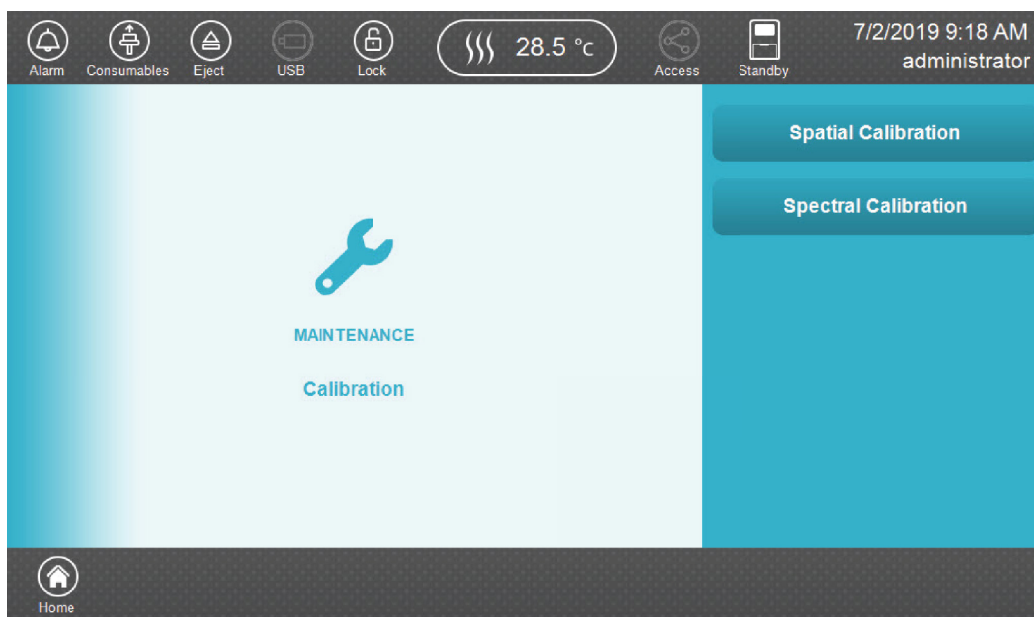 Alarm
Consumables
Eject
USB
Lock
28.5 °C
Access
Standby
7/2/2019 9:18 AM
administrator
Spatial Calibration
Spectral Calibration
MAINTENANCE
Calibration
Home